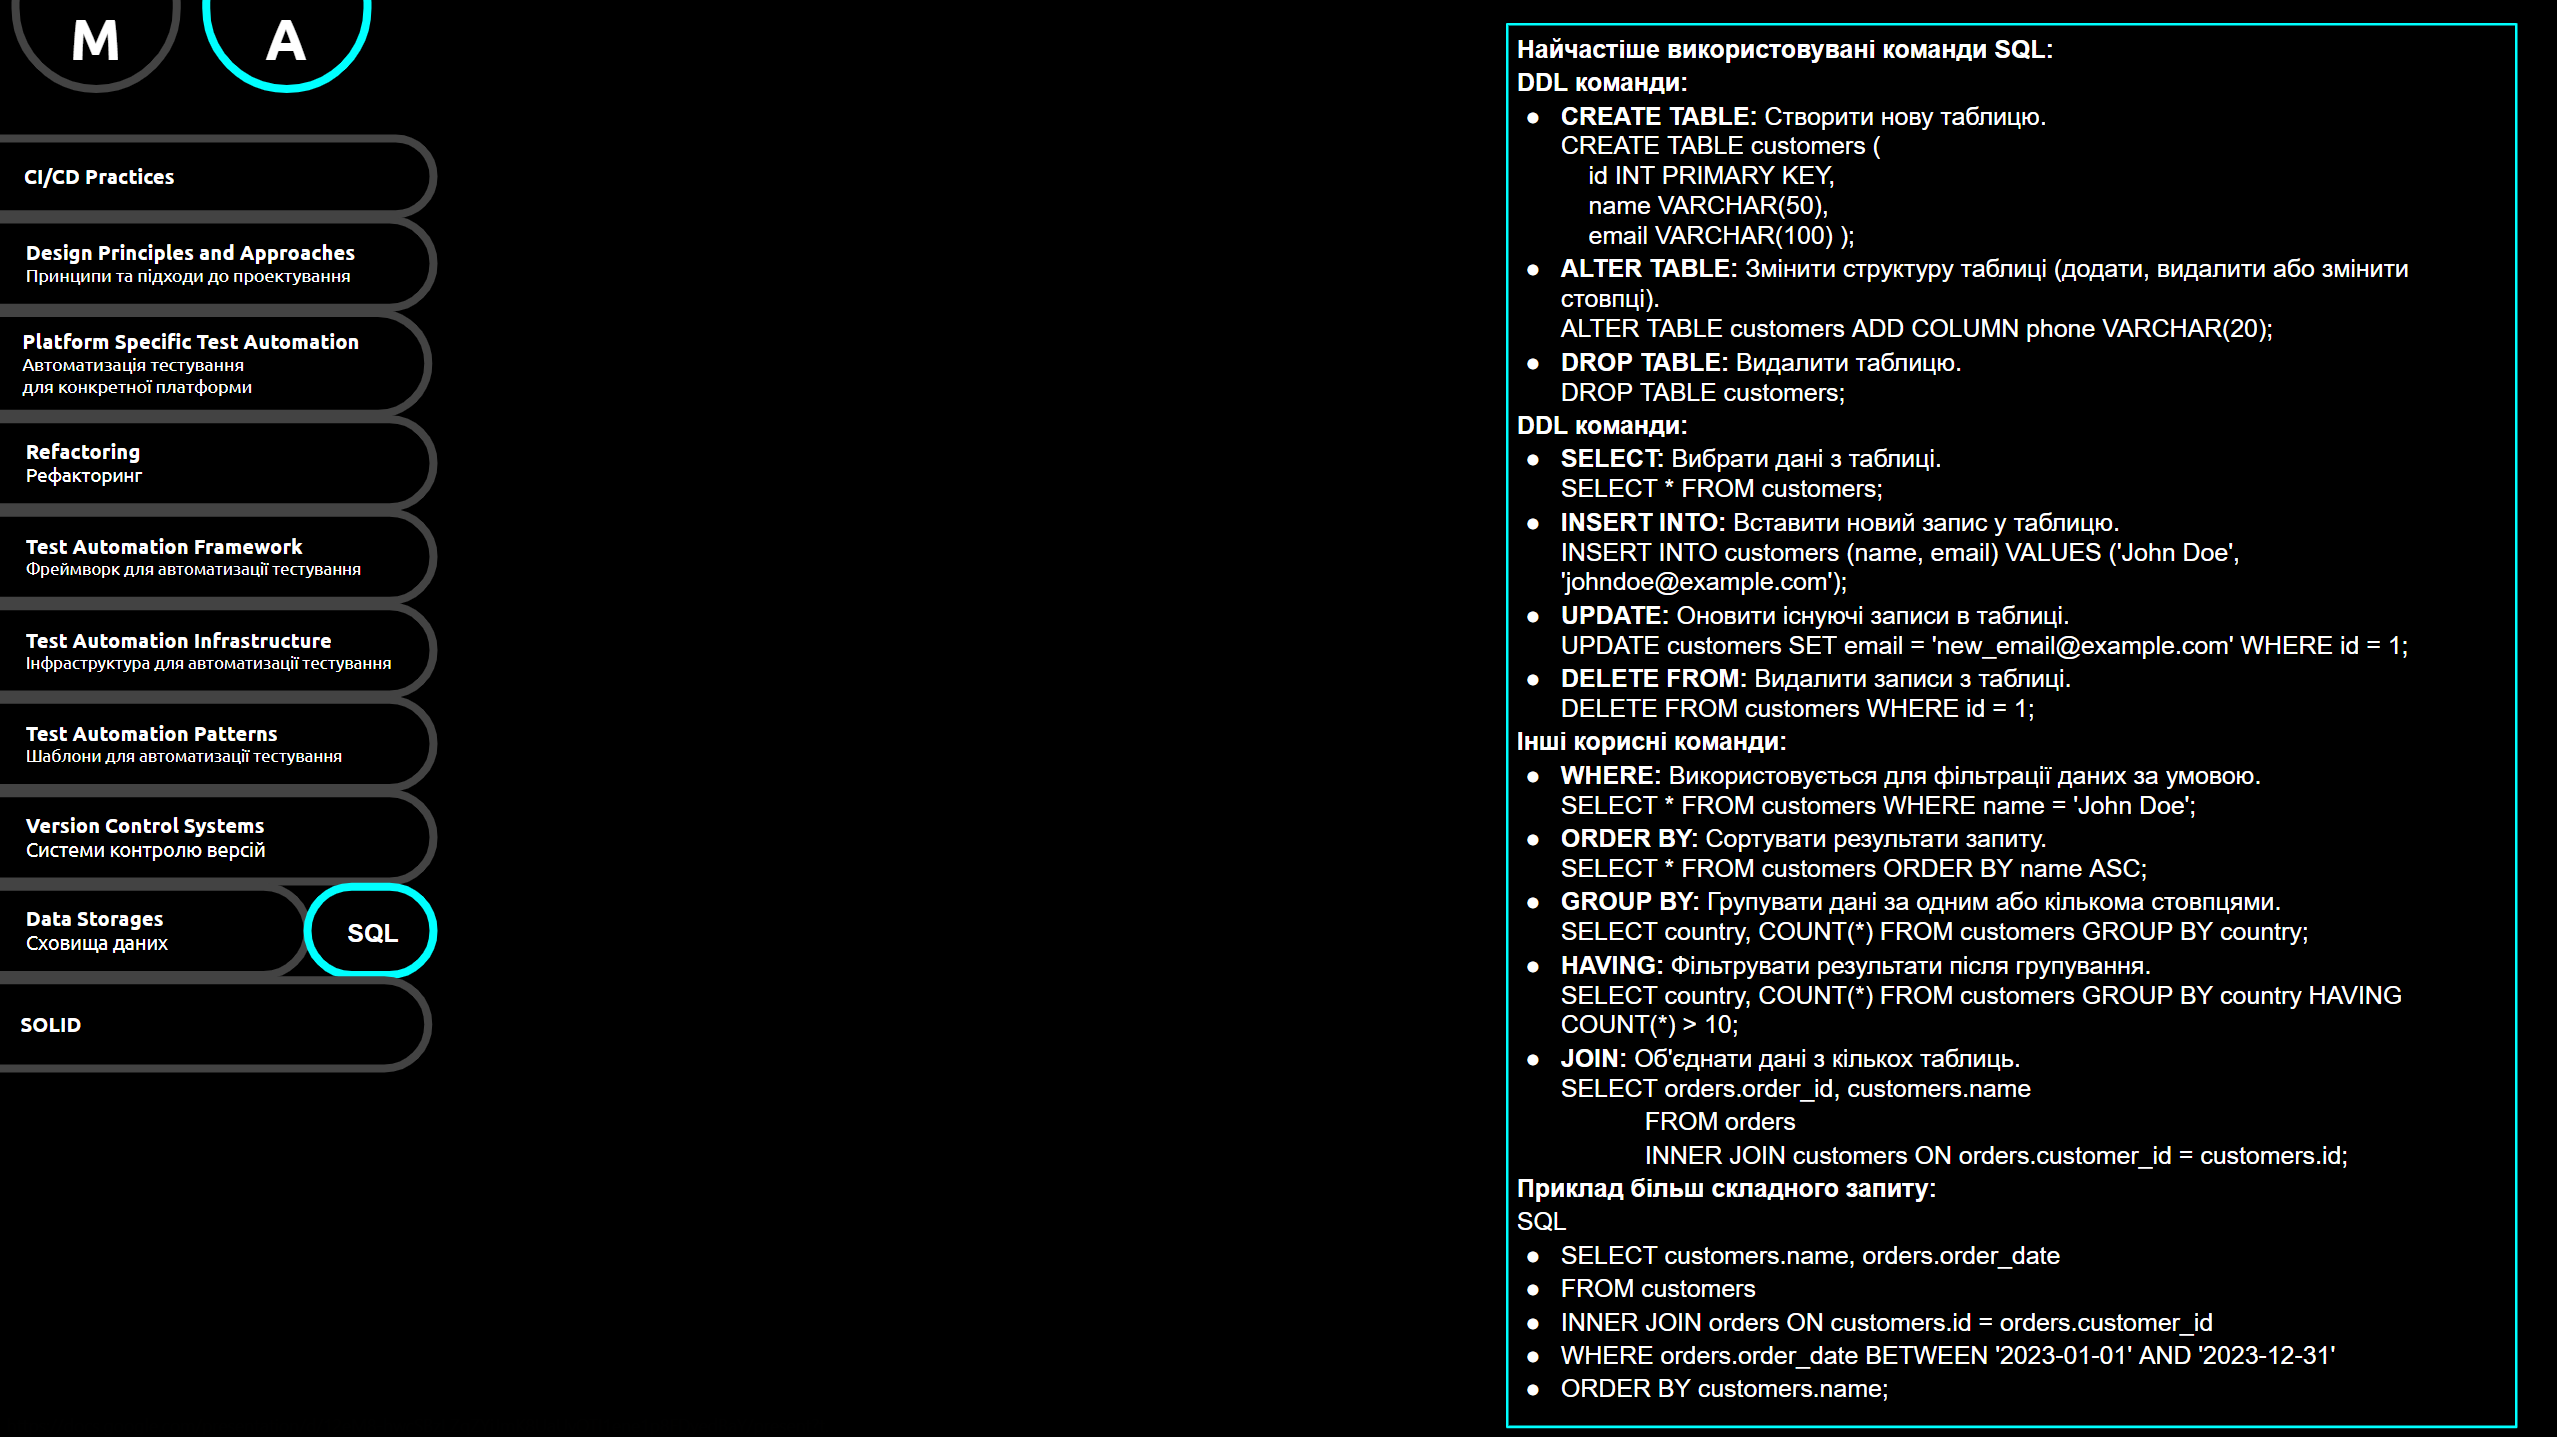 M
A
CI/CD Practices
Design Principles and Approaches
Принципи та підходи до проектування
Platform Specific Test Automation
Автоматизація тестування
для конкретної платформи
Refactoring
Рефакторинг
Test Automation Framework
Фреймворк для автоматизації тестування
Test Automation Infrastructure
Інфраструктура для автоматизації тестування
Test Automation Patterns
Шаблони для автоматизації тестування
Version Control Systems
Системи контролю версій
Data Storages
Сховища даних
SQL
SOLID
Найчастіше використовувані команди SQL:
DDL команди:
● CREATE TABLE: Створити нову таблицю.
CREATE TABLE customers (
id INT PRIMARY KEY,
name VARCHAR(50),
email VARCHAR(100) );
● ALTER TABLE: Змінити структуру таблиці (додати, видалити або змінити
стовпці).
ALTER TABLE customers ADD COLUMN phone VARCHAR(20);
● DROP TABLE: Видалити таблицю.
DROP TABLE customers;
DDL команди:
● SELECT: Вибрати дані з таблиці.
SELECT * FROM customers;
● INSERT INTO: Вставити новий запис у таблицю.
INSERT INTO customers (name, email) VALUES ('John Doe',
'johndoe@example.com');
● UPDATE: Оновити існуючі записи в таблиці.
UPDATE customers SET email = 'new_email@example.com' WHERE id = 1;
● DELETE FROM: Видалити записи з таблиці.
DELETE FROM customers WHERE id = 1;
Інші корисні команди:
● WHERE: Використовується для фільтрації даних за умовою.
SELECT * FROM customers WHERE name = 'John Doe';
● ORDER BY: Сортувати результати запиту.
SELECT * FROM customers ORDER BY name ASC;
● GROUP BY: Групувати дані за одним або кількома стовпцями.
SELECT country, COUNT(*) FROM customers GROUP BY country;
● HAVING: Фільтрувати результати після групування.
SELECT country, COUNT(*) FROM customers GROUP BY country HAVING
COUNT(*) > 10;
● JOIN: Об'єднати дані з кількох таблиць.
SELECT orders.order_id, customers.name
FROM orders
INNER JOIN customers ON orders.customer_id = customers.id;
Приклад більш складного запиту:
SQL
● SELECT customers.name, orders.order_date
● FROM customers
● INNER JOIN orders ON customers.id = orders.customer_id
● WHERE orders.order_date BETWEEN '2023-01-01' AND '2023-12-31'
● ORDER BY customers.name;